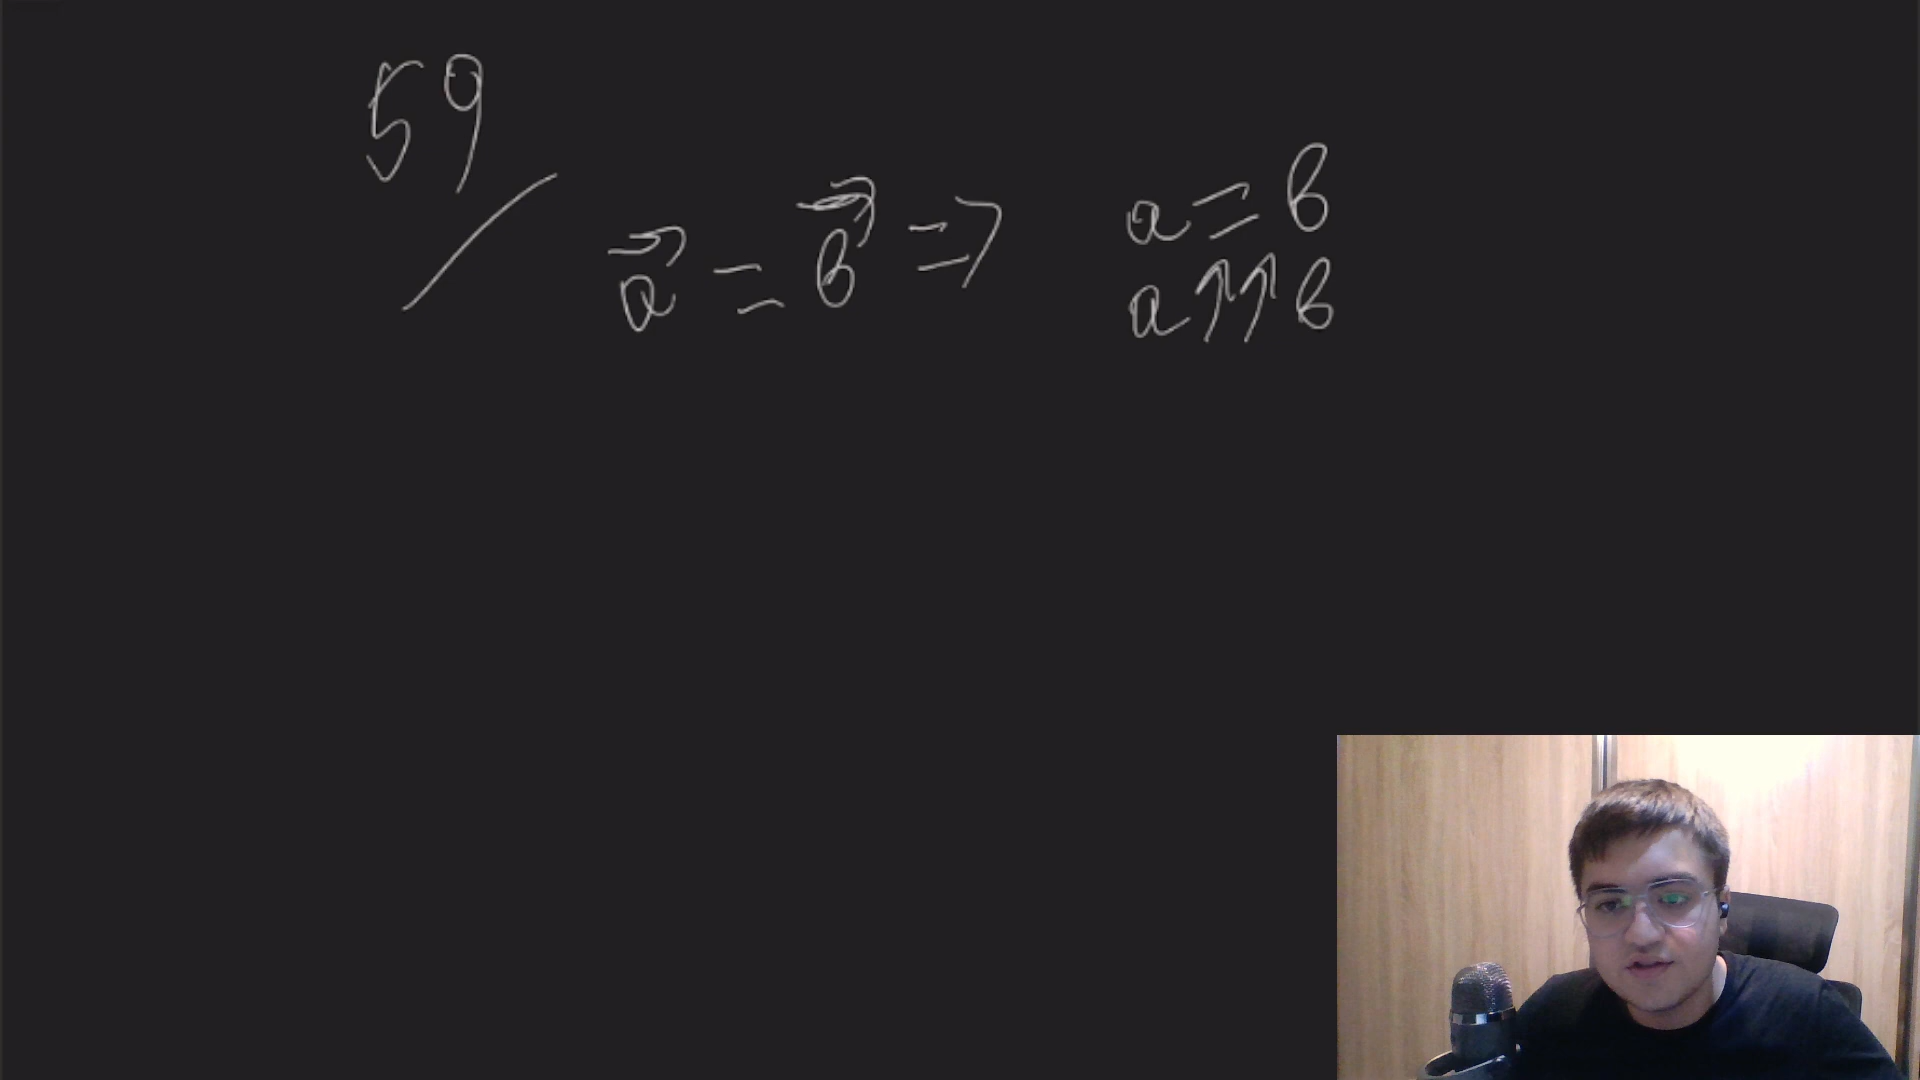 59
a⃗ = b⃗ => a = b
a↑↑b